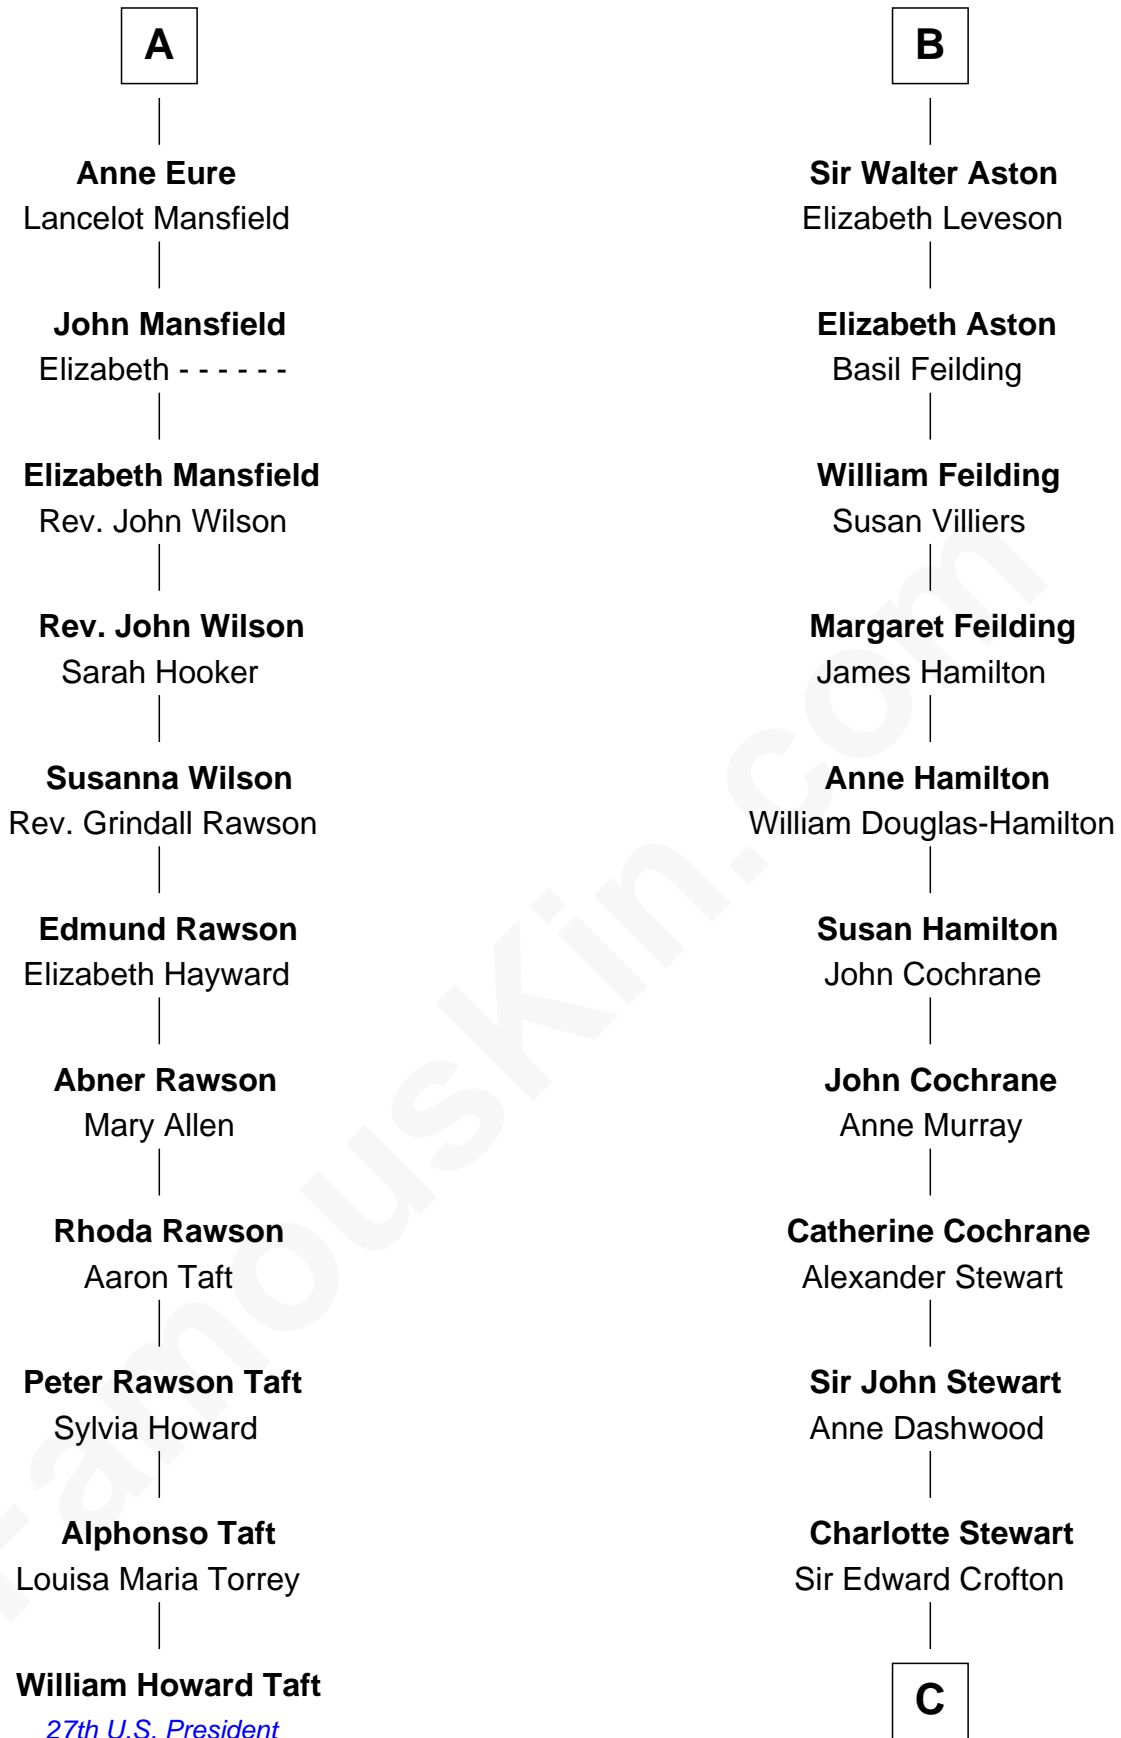 A
Anne Eure
Lancelot Mansfield
John Mansfield
Elizabeth - - - - - -
Elizabeth Mansfield
Rev. John Wilson
Rev. John Wilson
Sarah Hooker
Susanna Wilson
Rev. Grindall Rawson
Edmund Rawson
Elizabeth Hayward
Abner Rawson
Mary Allen
Rhoda Rawson
Aaron Taft
Peter Rawson Taft
Sylvia Howard
Alphonso Taft
Louisa Maria Torrey
William Howard Taft
27th U.S. President
B
Sir Walter Aston
Elizabeth Leveson
Elizabeth Aston
Basil Feilding
William Feilding
Susan Villiers
Margaret Feilding
James Hamilton
Anne Hamilton
William Douglas-Hamilton
Susan Hamilton
John Cochrane
John Cochrane
Anne Murray
Catherine Cochrane
Alexander Stewart
Sir John Stewart
Anne Dashwood
Charlotte Stewart
Sir Edward Crofton
C
FamousKin.com